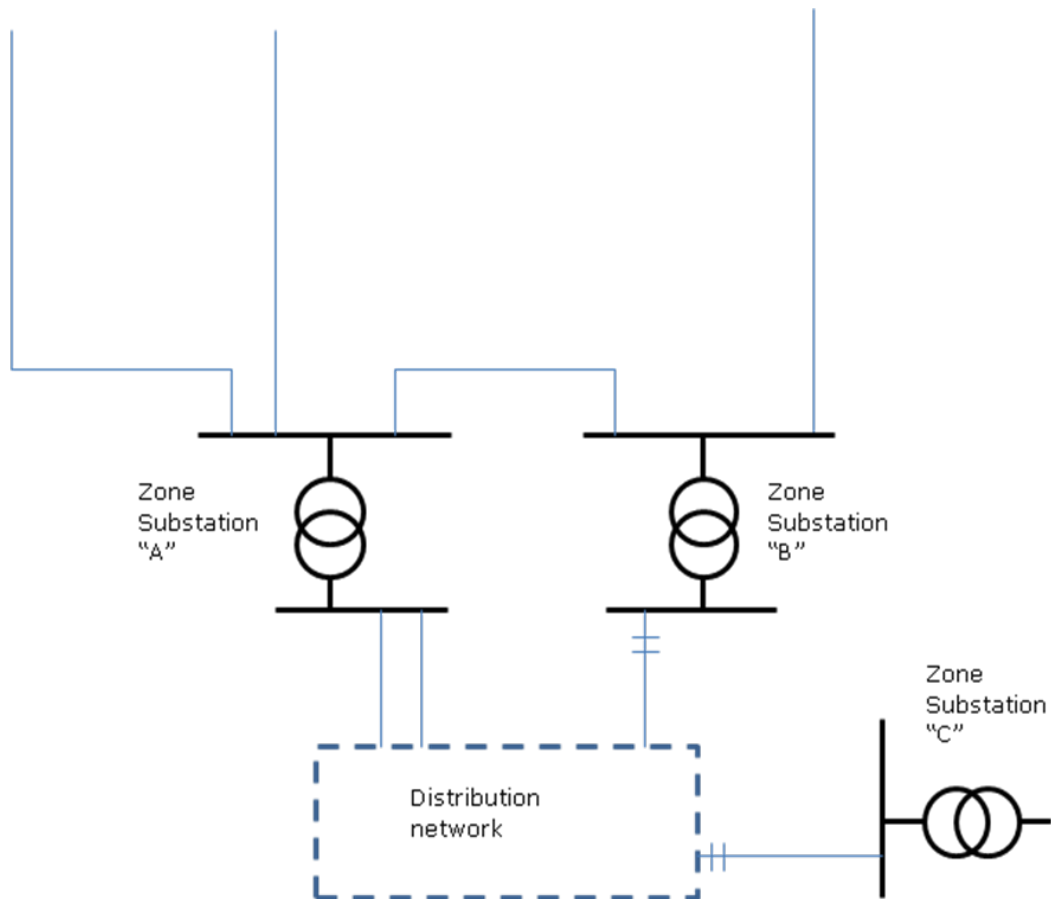 Zone
Substation
“A”
Zone
Substation
“B”
Zone
Substation
“C”
Distribution
network